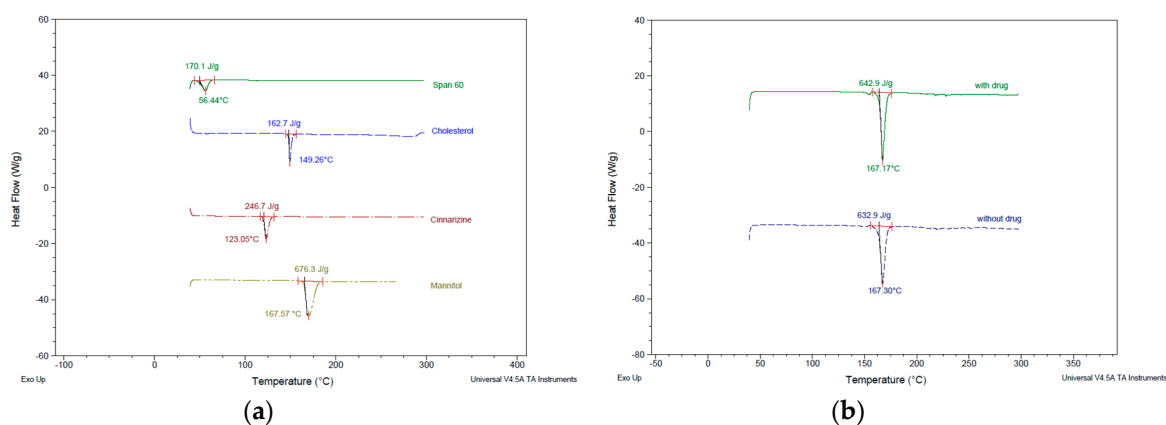 60
40
20
0
-20
-40
-60
Heat Flow (W/g)
170.1 J/g
56.44°C
Span 60
162.7 J/g
149.26°C
Cholesterol
246.7 J/g
123.05°C
Cinnarizine
676.3 J/g
167.57 °C
Mannitol
-100
0
100
200
300
400
Exo Up
Temperature (°C)
Universal V4.5A TA Instruments
(a)
40
20
0
-20
-40
-60
-80
Heat Flow (W/g)
642.9 J/g
with drug
167.17°C
632.9 J/g
without drug
167.30°C
-50
0
50
100
150
200
250
300
350
Exo Up
Temperature (°C)
Universal V4.5A TA Instruments
(b)